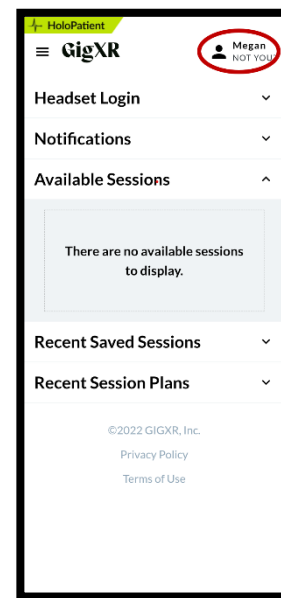 HoloPatient
GigXR
Megan
NOT YOU?
Headset Login
Notifications
Available Sessions
There are no available sessions
to display.
Recent Saved Sessions
Recent Session Plans
©2022 GIGXR, Inc.
Privacy Policy
Terms of Use